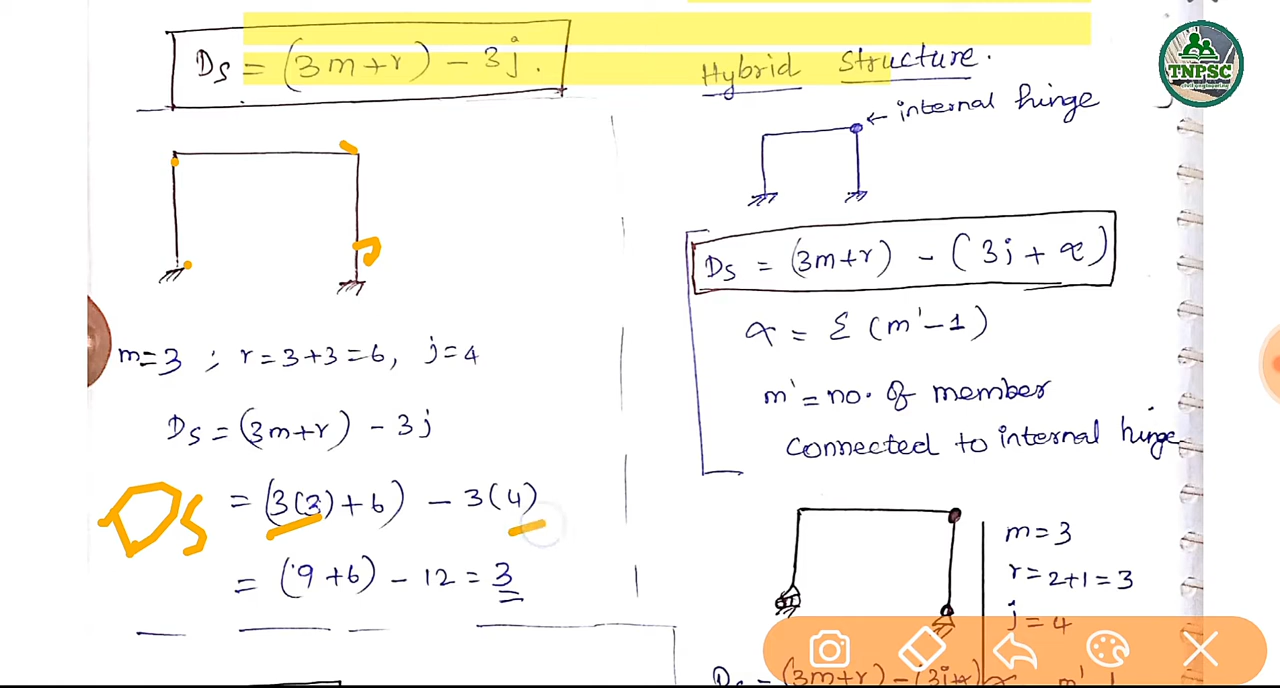 Ds = (3m+r) - 3j.
m=3 ; r=3+3=6, j=4
Ds = (3m+r) - 3j
Ds = (3(3)+6) - 3(4)
= (9+6) - 12 = 3
Hybrid Structure.
← internal hinge
Ds = (3m+r) - (3j + α)
α = Σ (m'-1)
m' = no. of member
connected to internal hinge
m=3
r=2+1=3
j=4
TNPSC